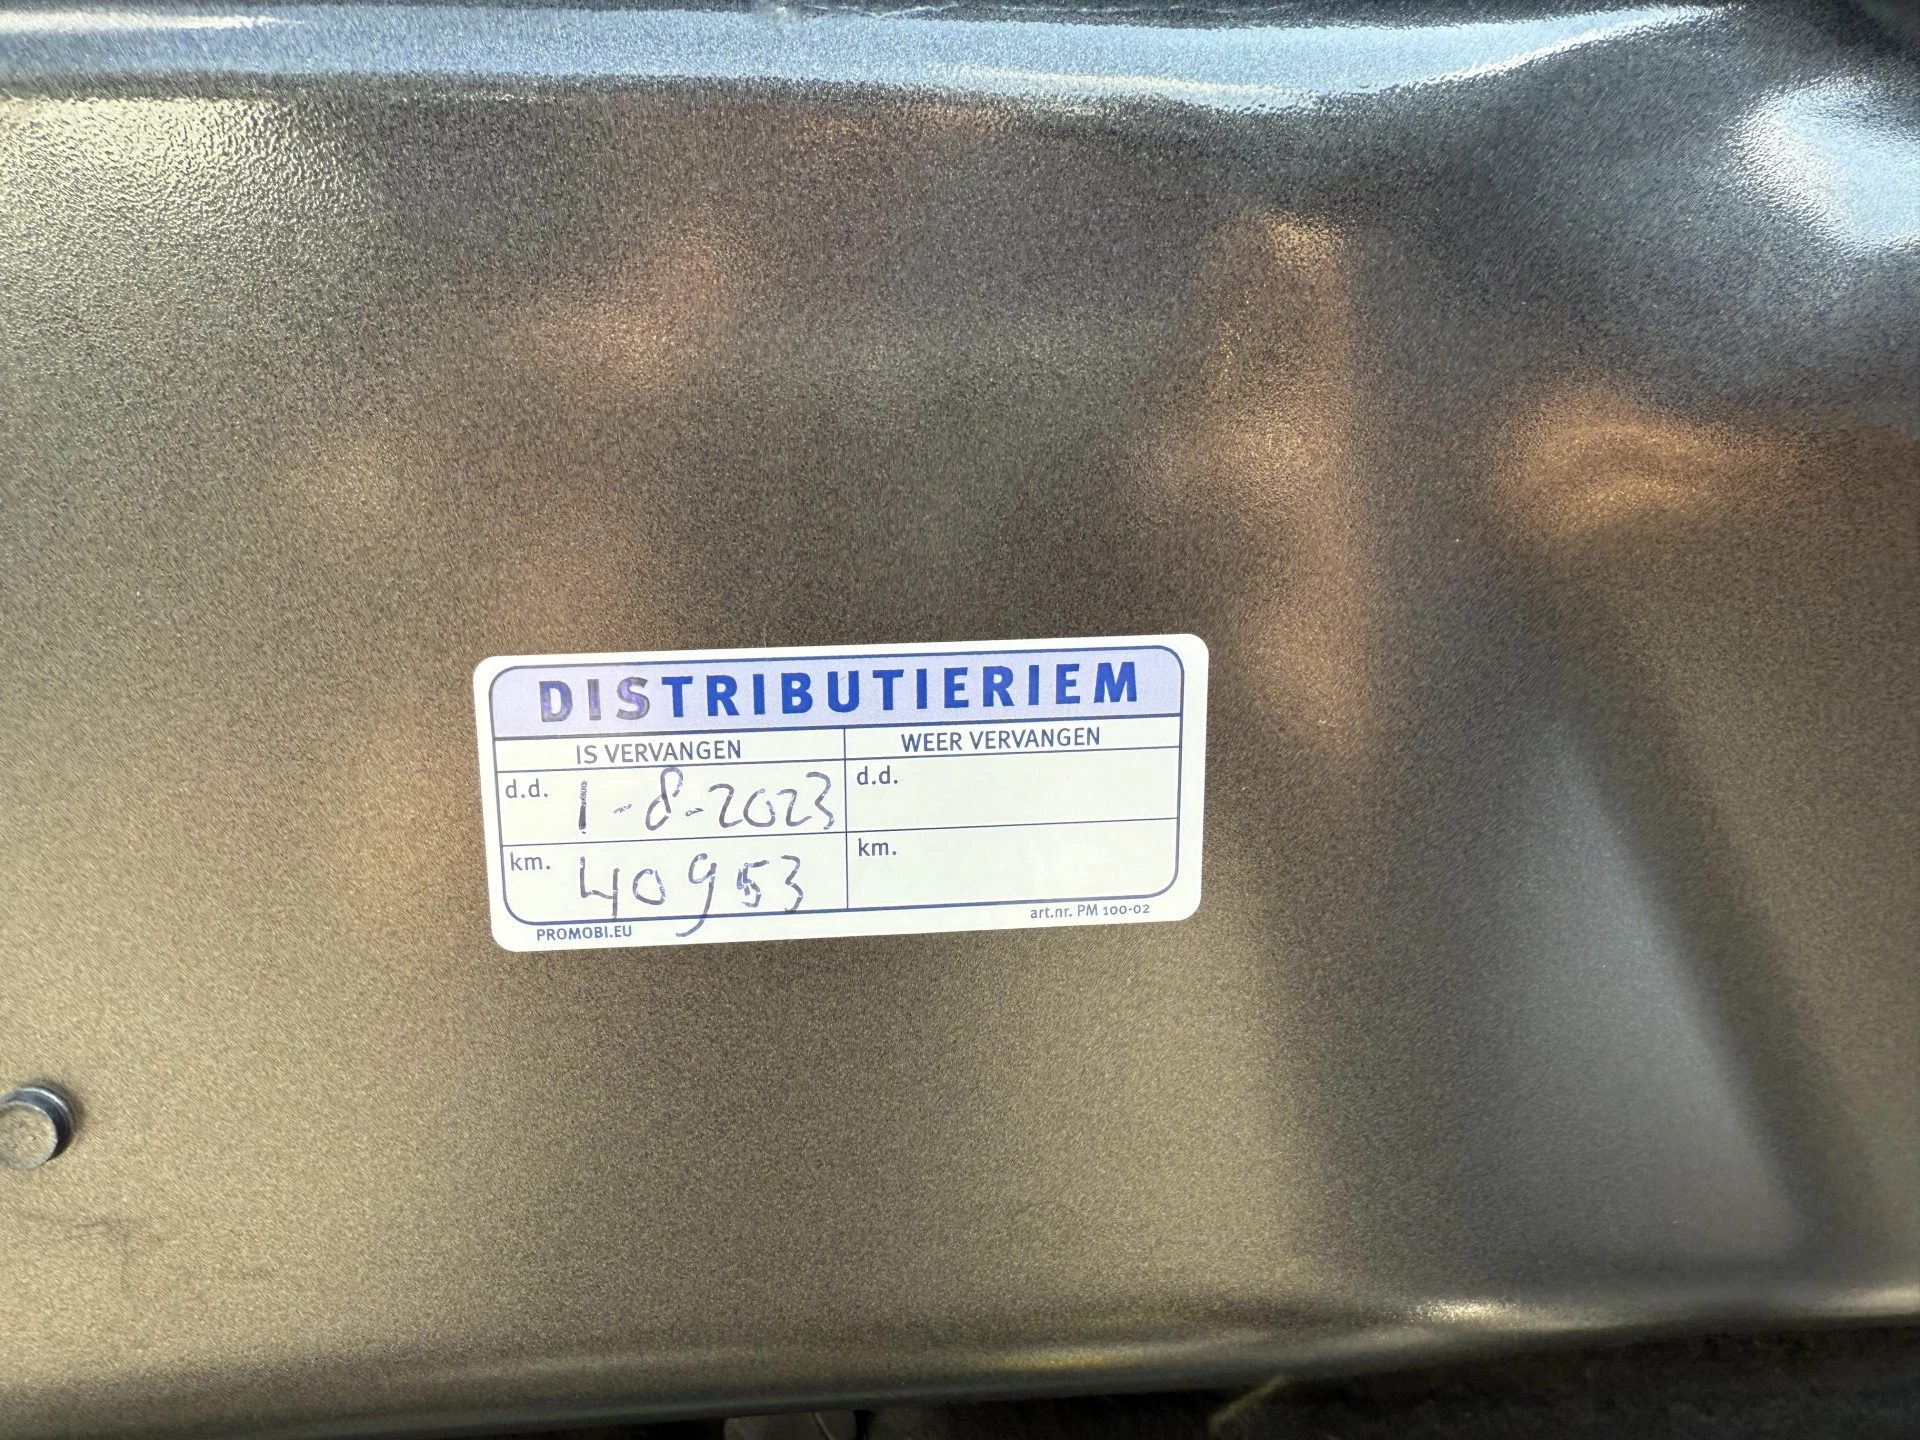 DISTRIBUTIERIEM
IS VERVANGEN WEER VERVANGEN
d.d. 1-8-2023 d.d.
km. 40953 km.
PROMOBI.EU art.nr. PM 100-02